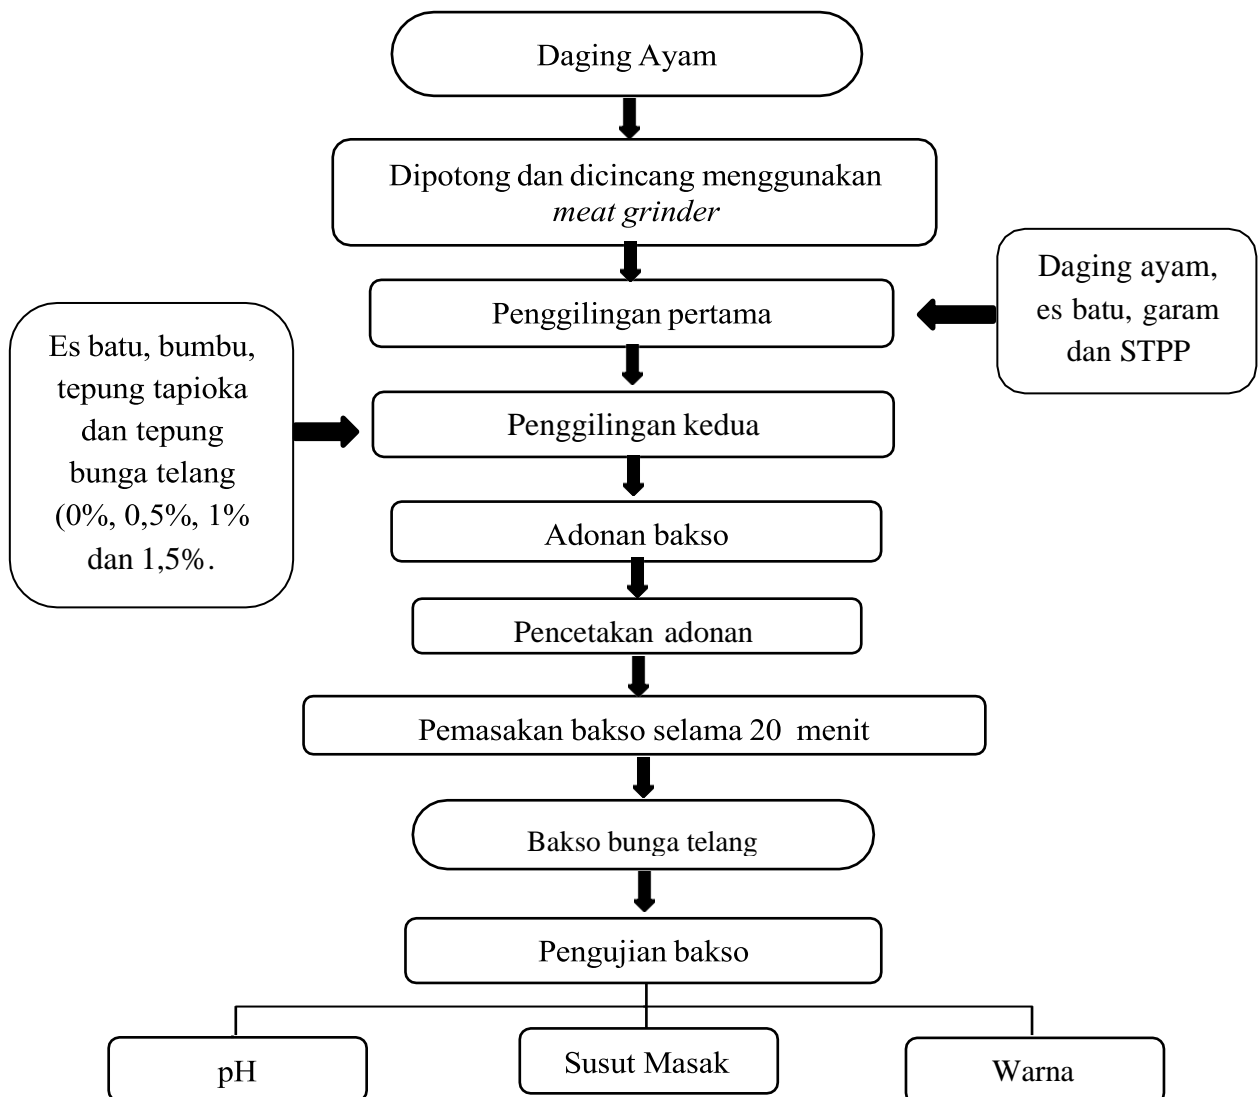 Daging Ayam
Dipotong dan dicincang menggunakan
meat grinder
Daging ayam,
es batu, garam
dan STPP
Penggilingan pertama
Es batu, bumbu,
tepung tapioka
dan tepung
bunga telang
(0%, 0,5%, 1%
dan 1,5%.
Penggilingan kedua
Adonan bakso
Pencetakan adonan
Pemasakan bakso selama 20 menit
Bakso bunga telang
Pengujian bakso
pH
Susut Masak
Warna